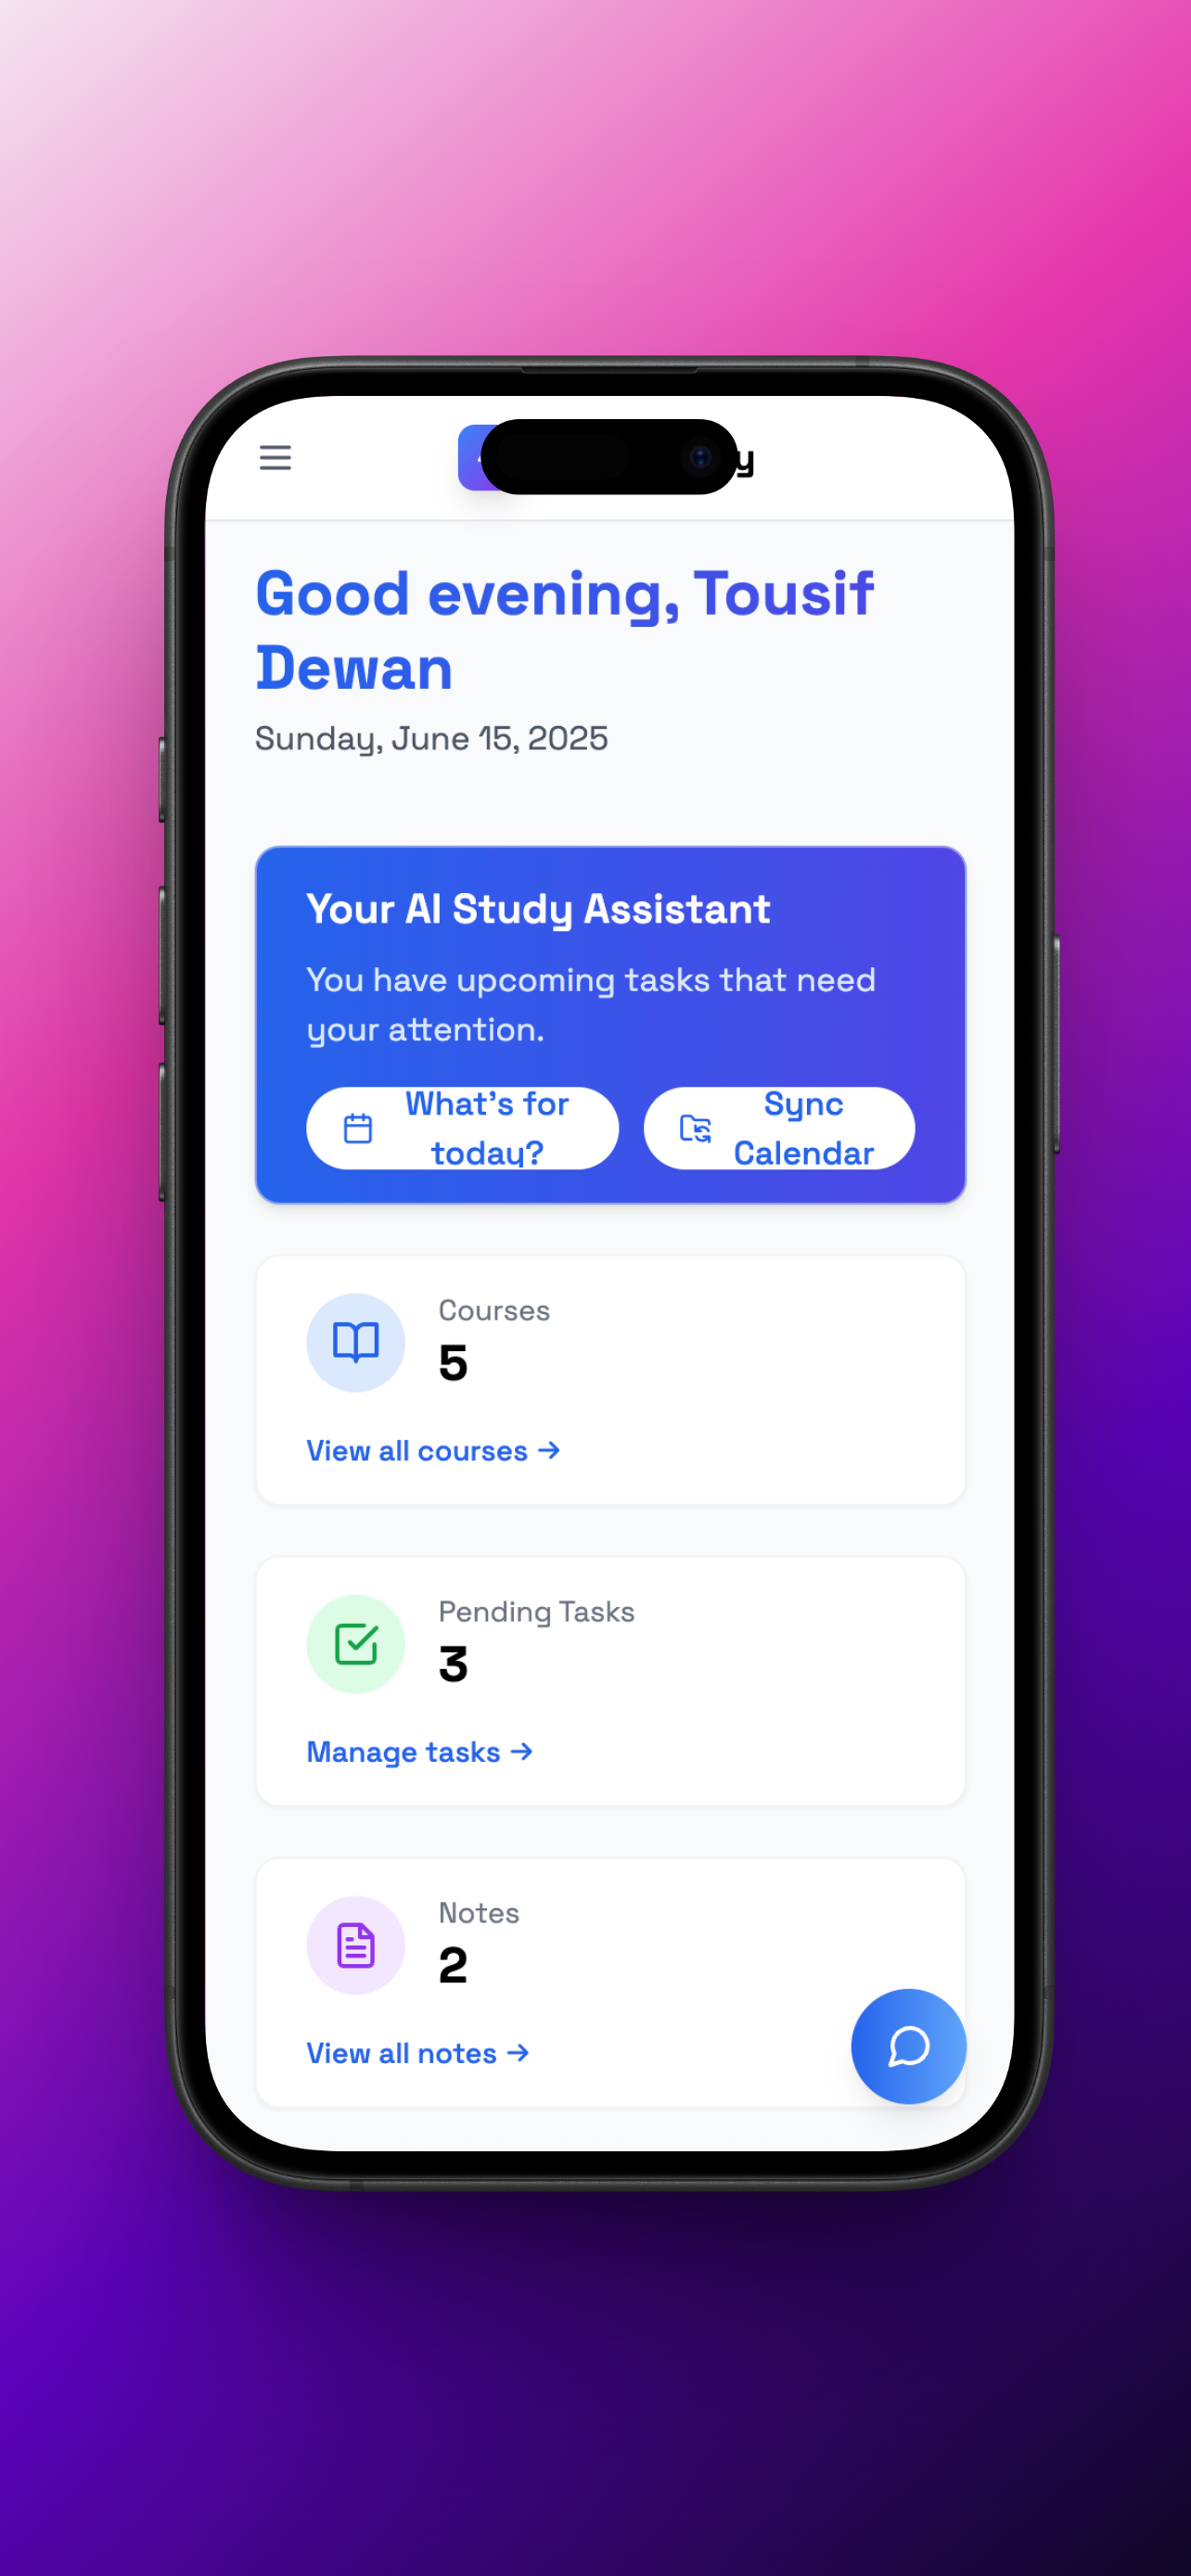 Good evening, Tousif
Dewan
Sunday, June 15, 2025
Your AI Study Assistant
You have upcoming tasks that need
your attention.
What's for
today?
Sync
Calendar
Courses
5
View all courses →
Pending Tasks
3
Manage tasks →
Notes
2
View all notes →